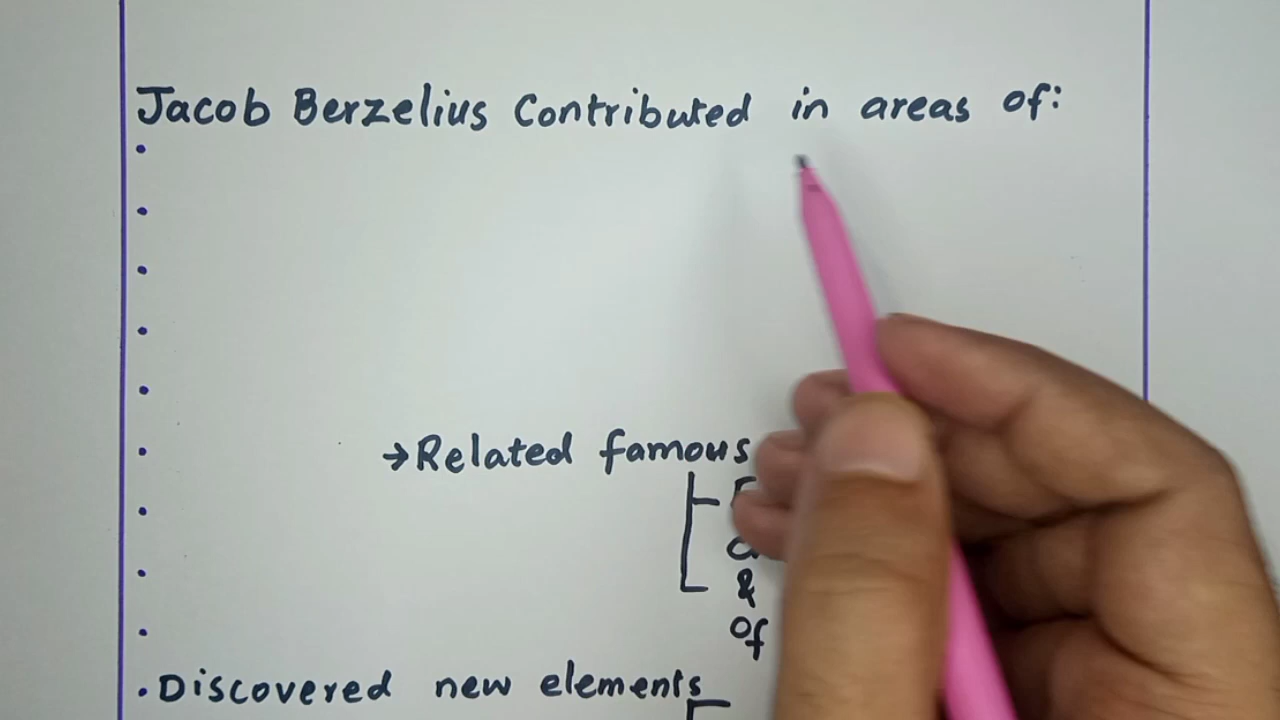 Jacob Berzelius Contributed in areas of:
•
•
•
•
•
• →Related famous
•
• &
• of
• Discovered new elements